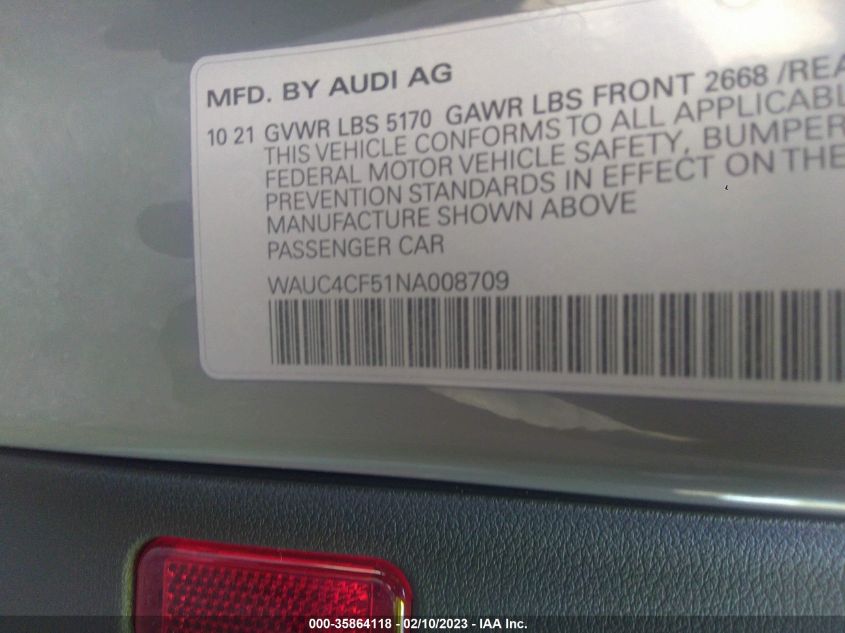 MFD. BY AUDI AG
10 21 GVWR LBS 5170 GAWR LBS FRONT 2668 /REA
THIS VEHICLE CONFORMS TO ALL APPLICABL
FEDERAL MOTOR VEHICLE SAFETY, BUMPER
PREVENTION STANDARDS IN EFFECT ON THE
MANUFACTURE SHOWN ABOVE
PASSENGER CAR
WAUC4CF51NA008709
000-35864118 - 02/10/2023 - IAA Inc.